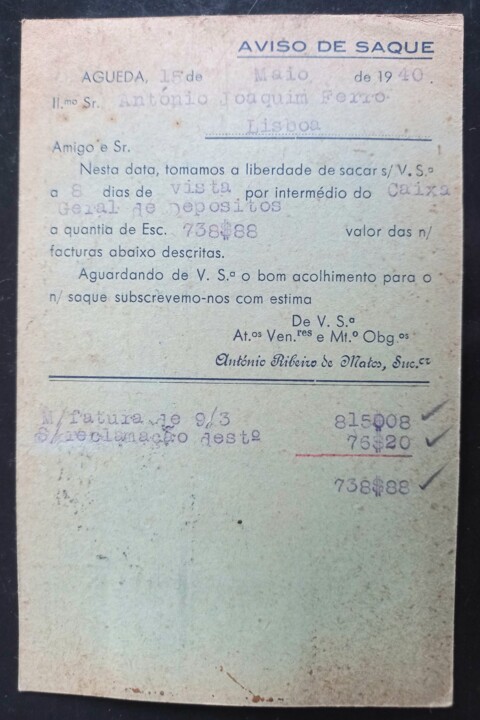 AVISO DE SAQUE
AGUEDA, de Maio de 1940.
Il.mo Sr. António Joaquim Ferro
Lisboa
Amigo e Sr.
Nesta data, tomamos a liberdade de sacar s/ V. S.a
a 8 dias de vista por intermédio do Caixa
Geral de Depositos
a quantia de Esc. 738$88 valor das n/
facturas abaixo descritas.
Aguardando de V. S.a o bom acolhimento para o
n/ saque subscrevemo-nos com estima
De V. S.a
At.os Ven.res e Mt.o Obg.os
António Ribeiro de Matos, Suc.cr
M/fatura de 9/3 815$08
S/reclamação destº 76$20
738$88